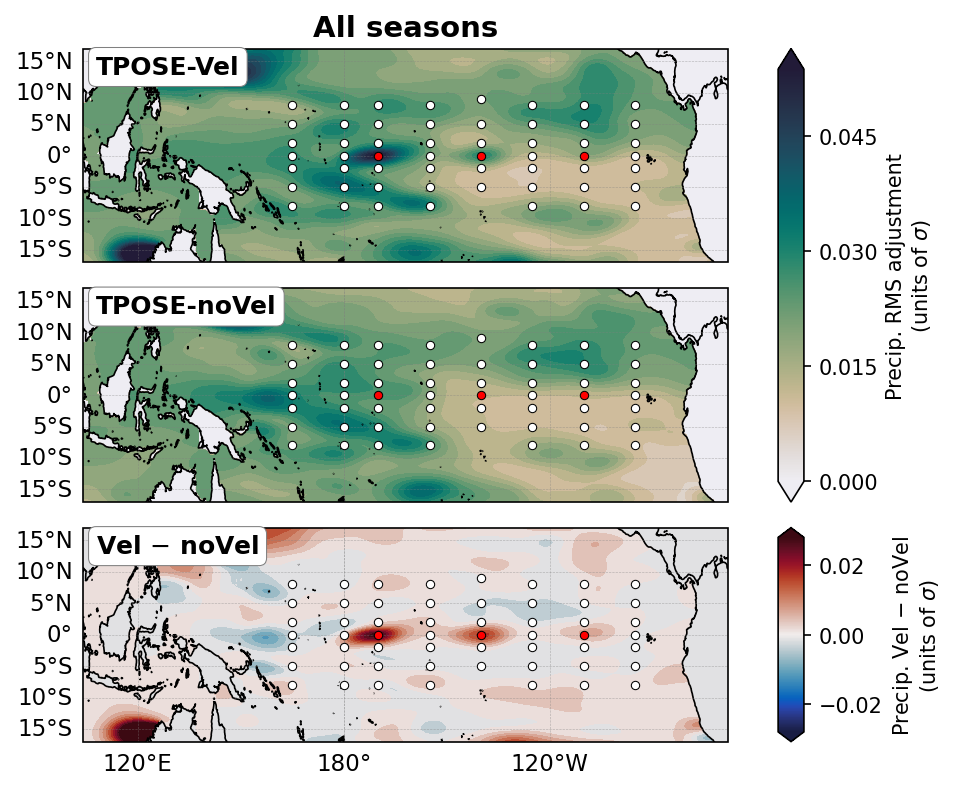 All seasons
TPOSE-Vel
15°N
10°N
5°N
0°
5°S
10°S
15°S
TPOSE-noVel
15°N
10°N
5°N
0°
5°S
10°S
15°S
0.045
0.030
0.015
0.000
Precip. RMS adjustment
(units of σ)
Vel − noVel
15°N
10°N
5°N
0°
5°S
10°S
15°S
120°E
180°
120°W
0.02
0.00
−0.02
Precip. Vel − noVel
(units of σ)